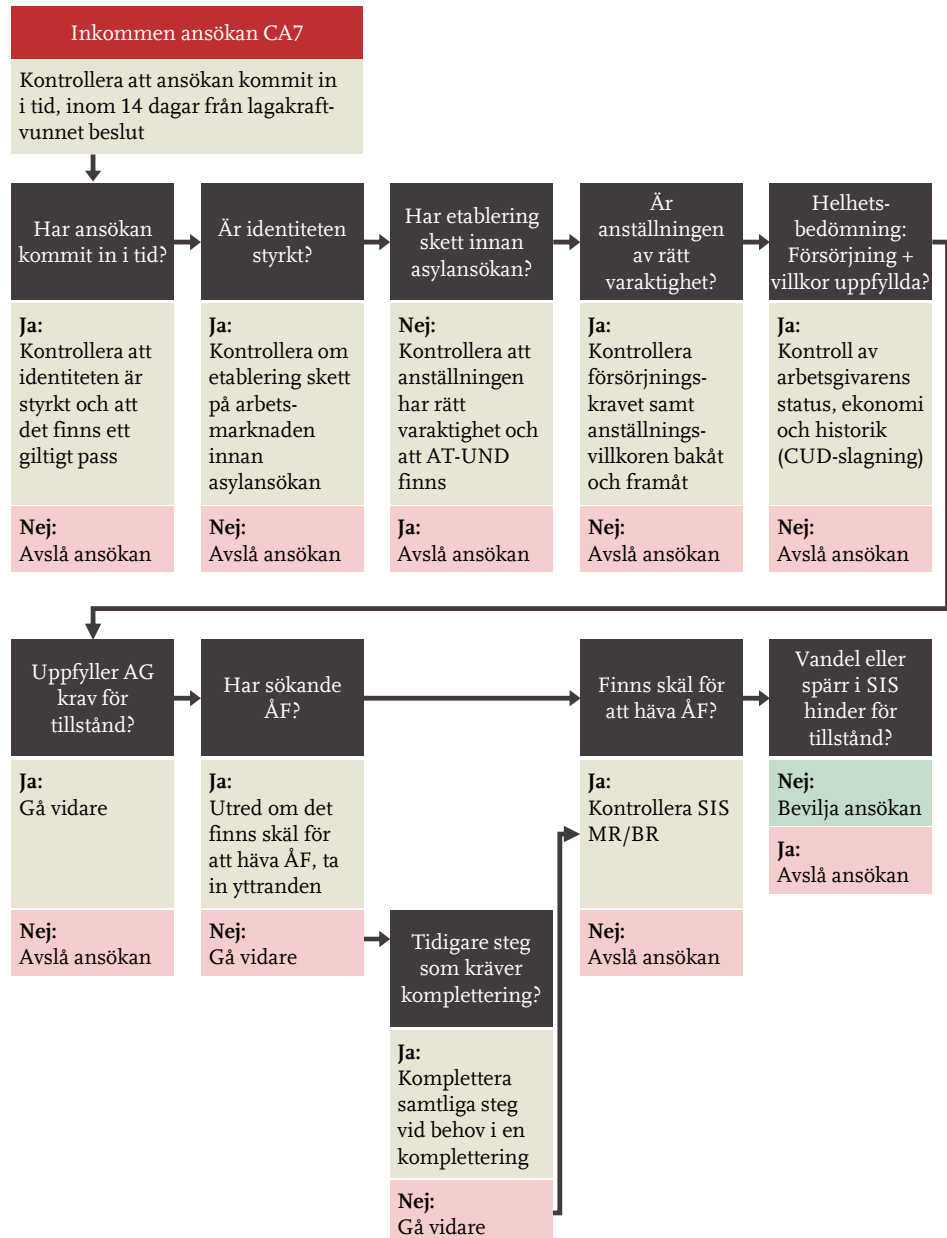 Inkommen ansökan CA7
Kontrollera att ansökan kommit in
i tid, inom 14 dagar från lagakraft-
vunnet beslut
Har ansökan
kommit in i tid?
Ja:
Kontrollera att
identiteten är
styrkt och att
det finns ett
giltigt pass
Nej:
Avslå ansökan
Är identiteten
styrkt?
Ja:
Kontrollera om
etablering skett
på arbets-
marknaden
innan
asylansökan
Nej:
Avslå ansökan
Har etablering
skett innan
asylansökan?
Nej:
Kontrollera att
anställningen
har rätt
varaktighet och
att AT-UND
finns
Ja:
Avslå ansökan
Är
anställningen
av rätt
varaktighet?
Ja:
Kontrollera
försörjnings-
kravet samt
anställnings-
villkoren bakåt
och framåt
Nej:
Avslå ansökan
Helhets-
bedömning:
Försörjning +
villkor uppfyllda?
Ja:
Kontroll av
arbetsgivarens
status, ekonomi
och historik
(CUD-slagning)
Nej:
Avslå ansökan
Uppfyller AG
krav för
tillstånd?
Ja:
Gå vidare
Nej:
Avslå ansökan
Har sökande
ÅF?
Ja:
Utred om det
finns skäl för
att häva ÅF, ta
in yttranden
Nej:
Gå vidare
Tidigare steg
som kräver
komplettering?
Ja:
Komplettera
samtliga steg
vid behov i en
komplettering
Nej:
Gå vidare
Finns skäl för
att häva ÅF?
Ja:
Kontrollera SIS
MR/BR
Nej:
Avslå ansökan
Vandel eller
spärr i SIS
hinder för
tillstånd?
Nej:
Bevilja ansökan
Ja:
Avslå ansökan